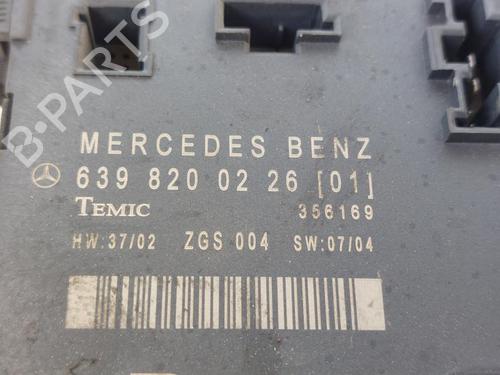 B-PARTS
MERCEDES BENZ
639 820 02 26 [01]
TEMIC 356169
HW:37/02 ZGS 004 SW:07/04